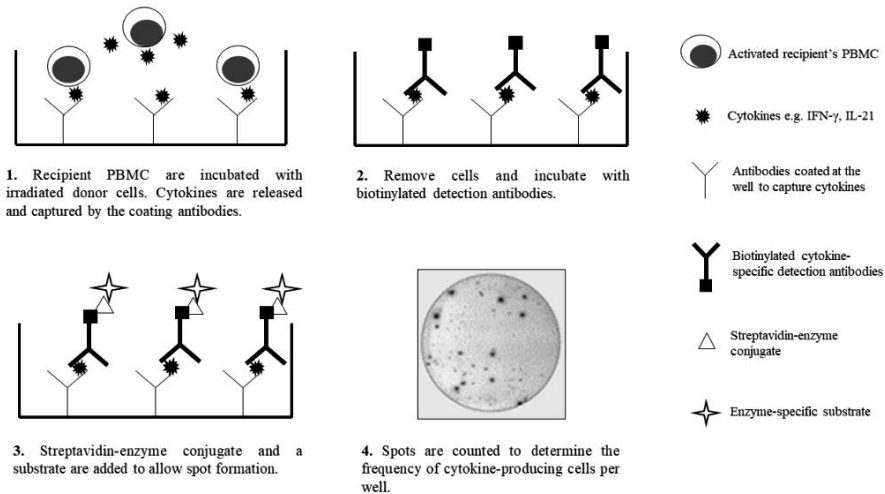 1. Recipient PBMC are incubated with
irradiated donor cells. Cytokines are released
and captured by the coating antibodies.
2. Remove cells and incubate with
biotinylated detection antibodies.
3. Streptavidin-enzyme conjugate and a
substrate are added to allow spot formation.
4. Spots are counted to determine the
frequency of cytokine-producing cells per
well.
Activated recipient's PBMC
Cytokines e.g. IFN-γ, IL-21
Antibodies coated at the
well to capture cytokines
Biotinylated cytokine-
specific detection antibodies
Streptavidin-enzyme
conjugate
Enzyme-specific substrate